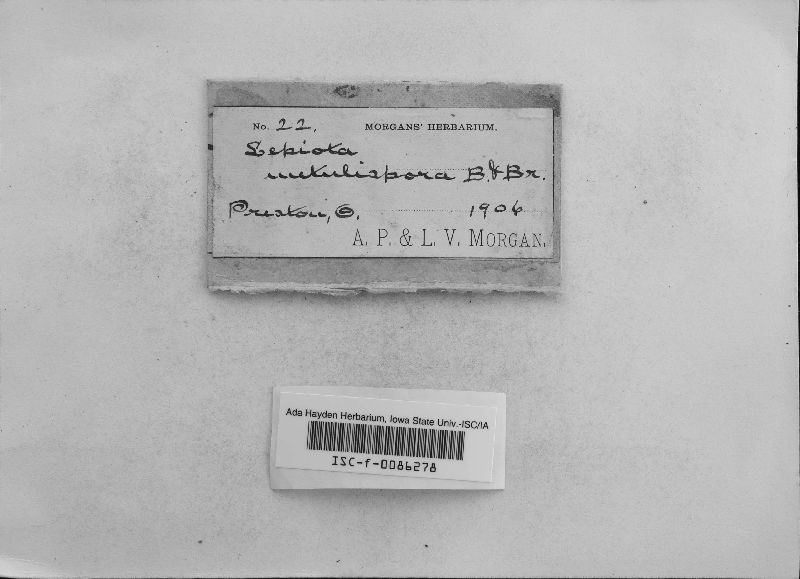 No. 22. MORGANS' HERBARIUM.
Lepiota
metulispora B. & Br.
Preston, O. 1906
A. P. & L. V. MORGAN.
Ada Hayden Herbarium, Iowa State Univ.-ISC/IA
ISC-f-0086278